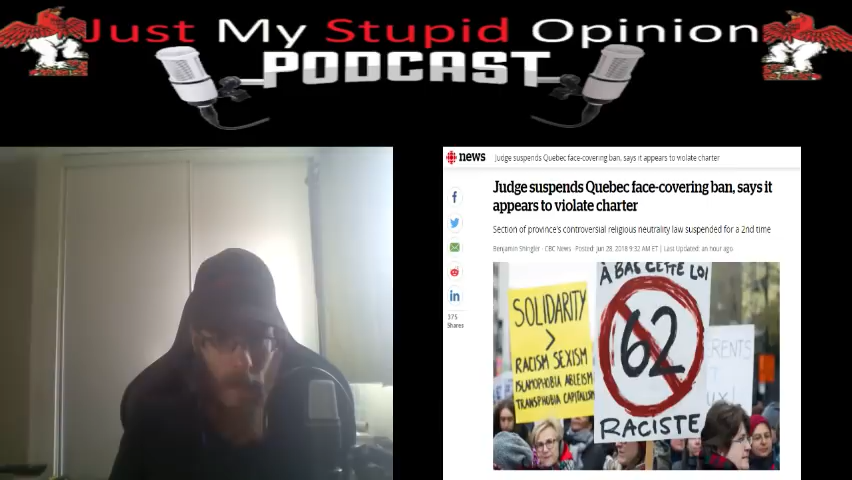 Just My Stupid Opinion
PODCAST
news Judge suspends Quebec face-covering ban, says it appears to violate charter
Judge suspends Quebec face-covering ban, says it
appears to violate charter
Section of province's controversial religious neutrality law suspended for a 2nd time
Benjamin Shingler · CBC News · Posted: Jun 28, 2018 9:32 AM ET | Last Updated: an hour ago
375
Shares
À BAS CETTE LOI
62
RACISTE
SOLIDARITY
>
RACISM SEXISM
ISLAMOPHOBIA ABLEISM
TRANSPHOBIA CAPITALISM
RENTS